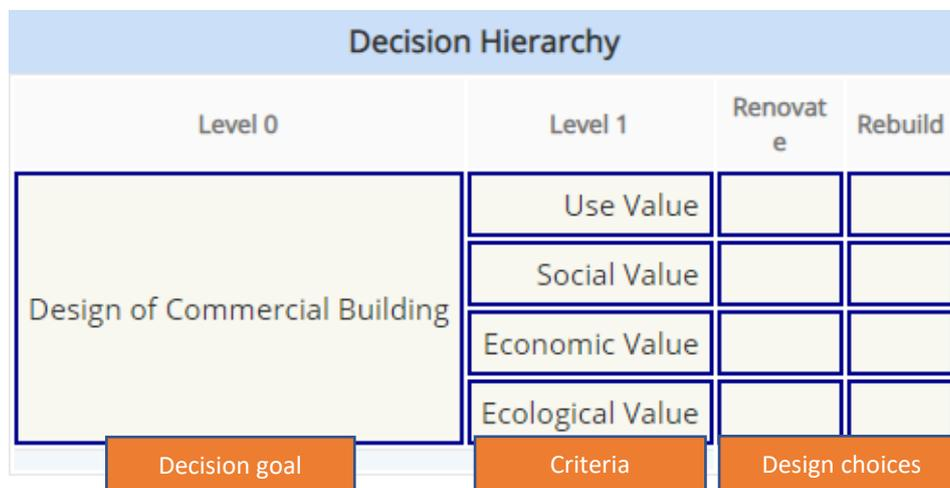 Decision Hierarchy
Level 0
Level 1
Renovat
e
Rebuild
Design of Commercial Building
Use Value
Social Value
Economic Value
Ecological Value
Decision goal
Criteria
Design choices